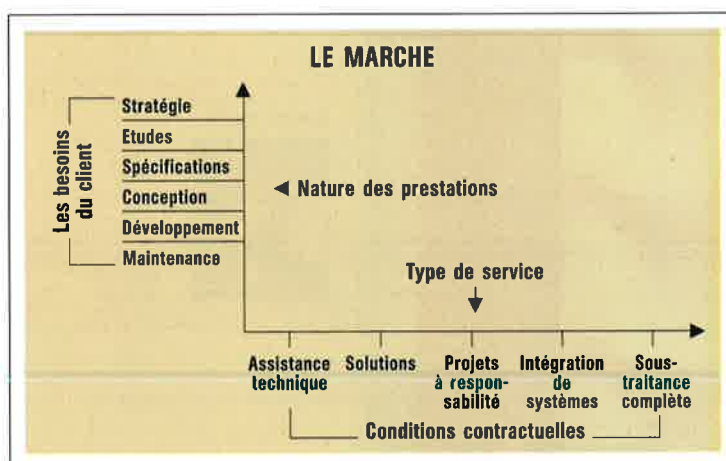 LE MARCHE
Les besoins
du client
Stratégie
Etudes
Spécifications
Conception
Développement
Maintenance
◄ Nature des prestations
Type de service
Assistance
technique
Solutions
Projets
à respon-
sabilité
Intégration
de
systèmes
Sous-
traitance
complète
Conditions contractuelles